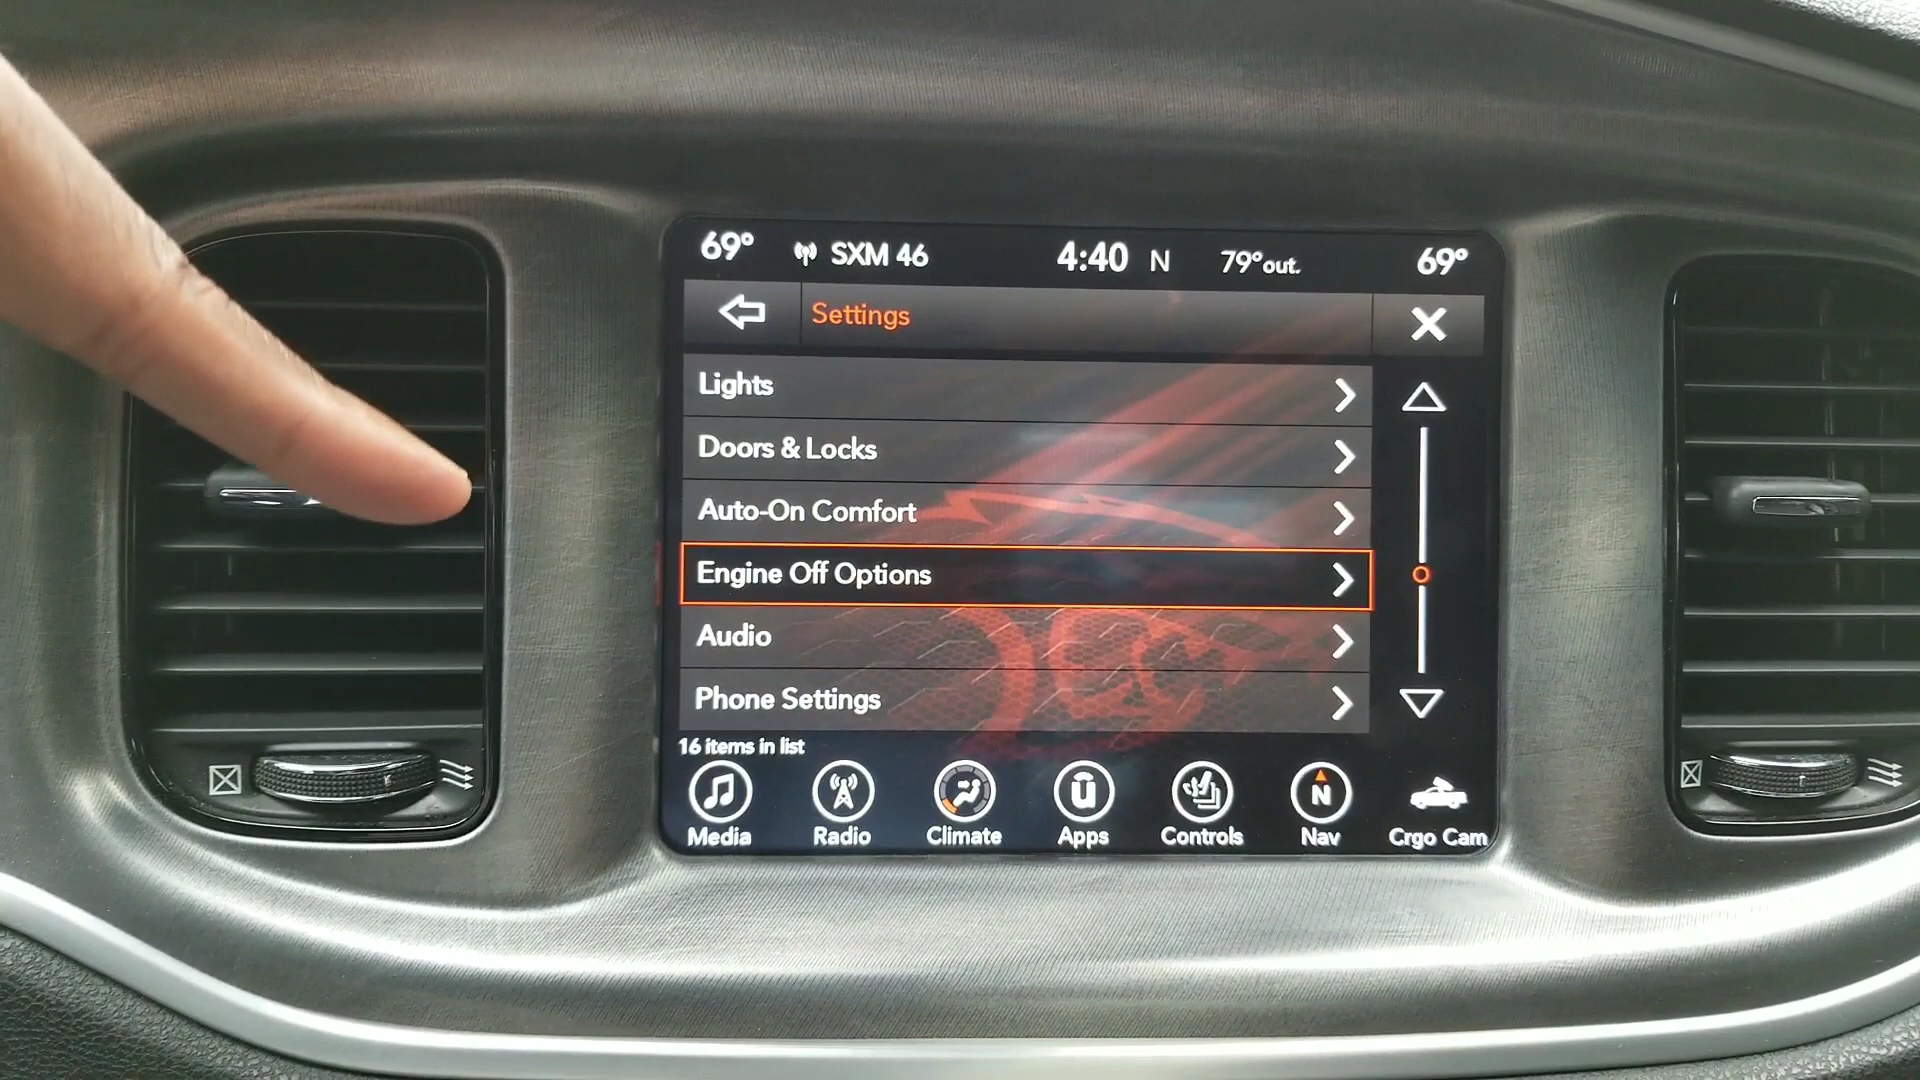 69° SXM 46 4:40 N 79°out. 69°
Settings
Lights
Doors & Locks
Auto-On Comfort
Engine Off Options
Audio
Phone Settings
16 items in list
N
Media Radio Climate Apps Controls Nav Crgo Cam